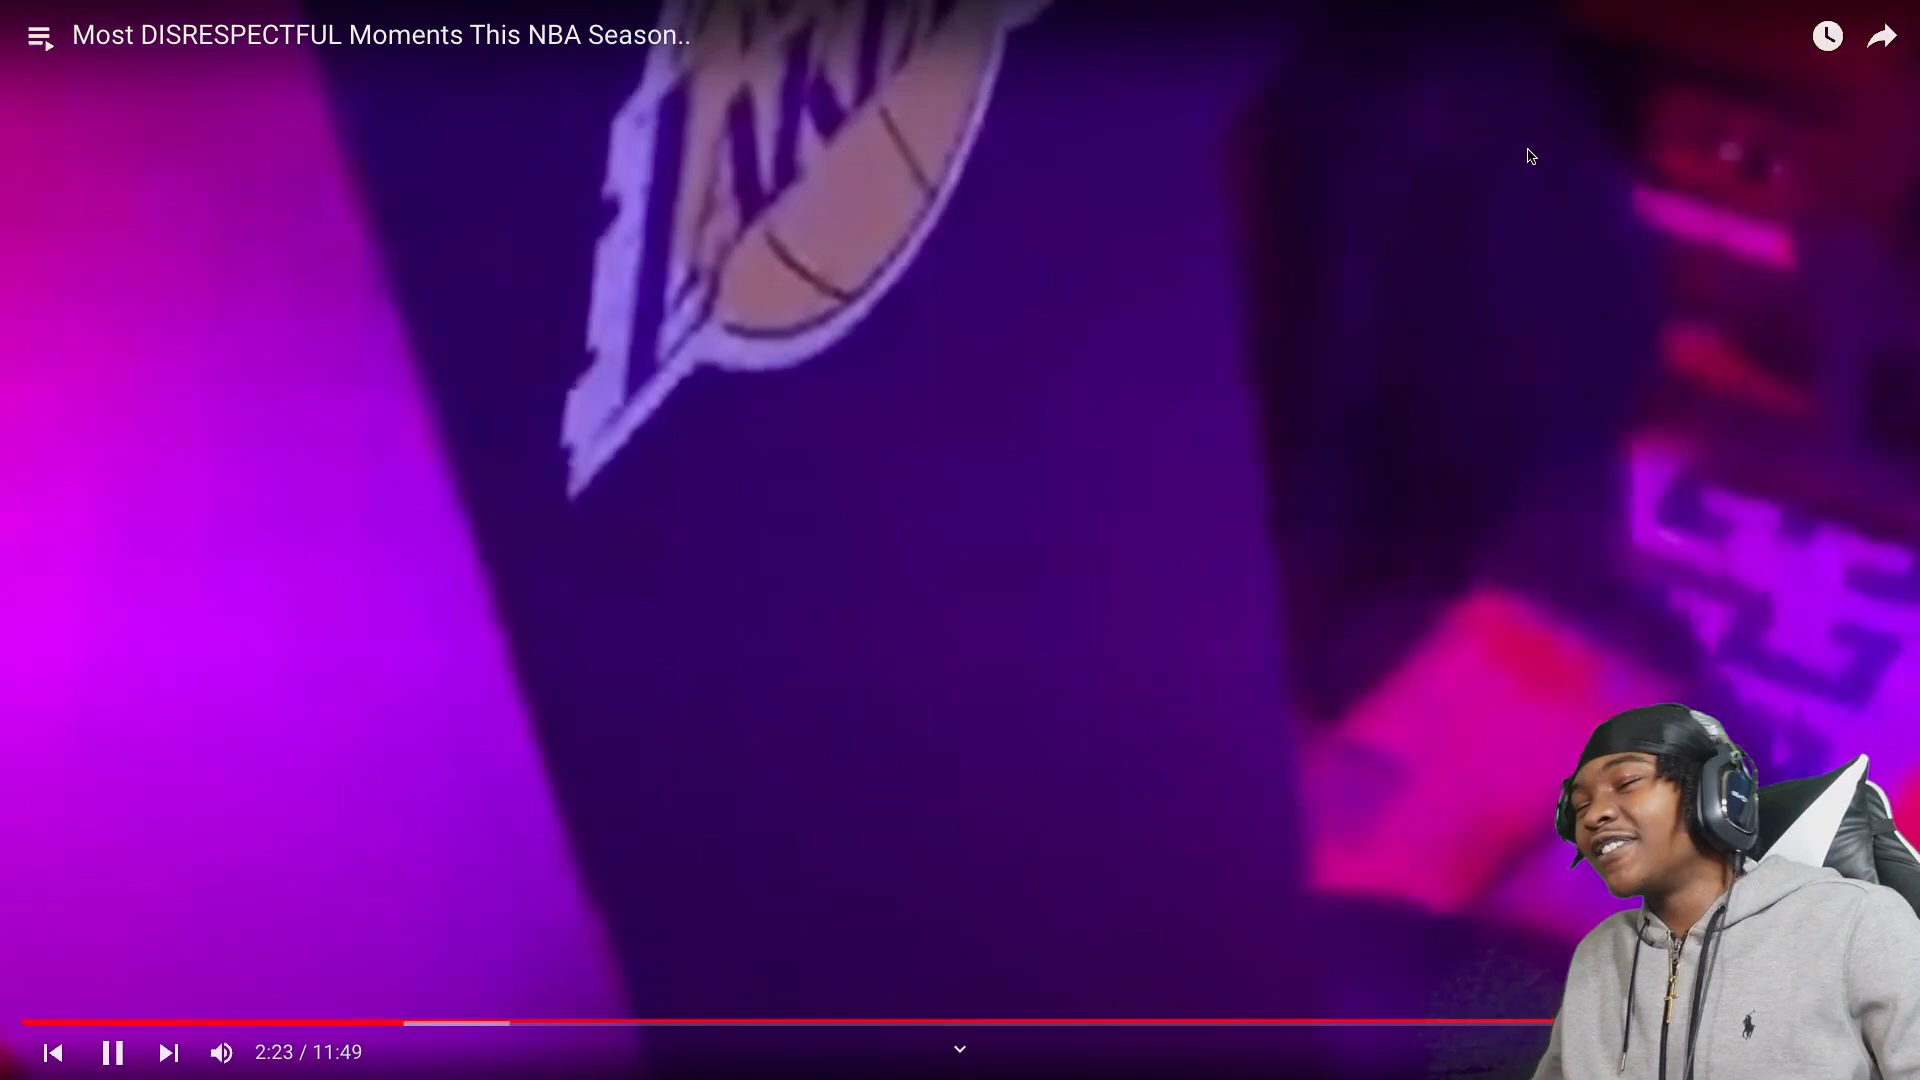 Most DISRESPECTFUL Moments This NBA Season..
2:23 / 11:49